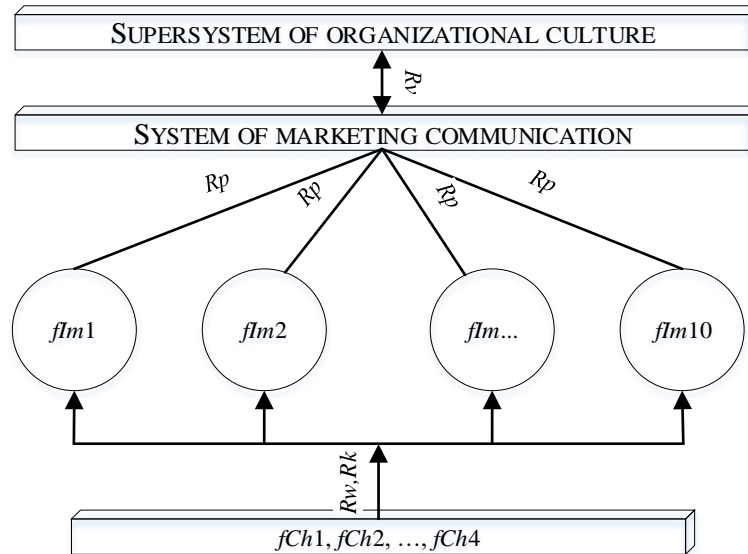 SUPERSYSTEM OF ORGANIZATIONAL CULTURE
Rv
SYSTEM OF MARKETING COMMUNICATION
Rp
Rp
Rp
Rp
fIm1
fIm2
fIm...
fIm10
Rw,Rk
fCh1, fCh2, …, fCh4